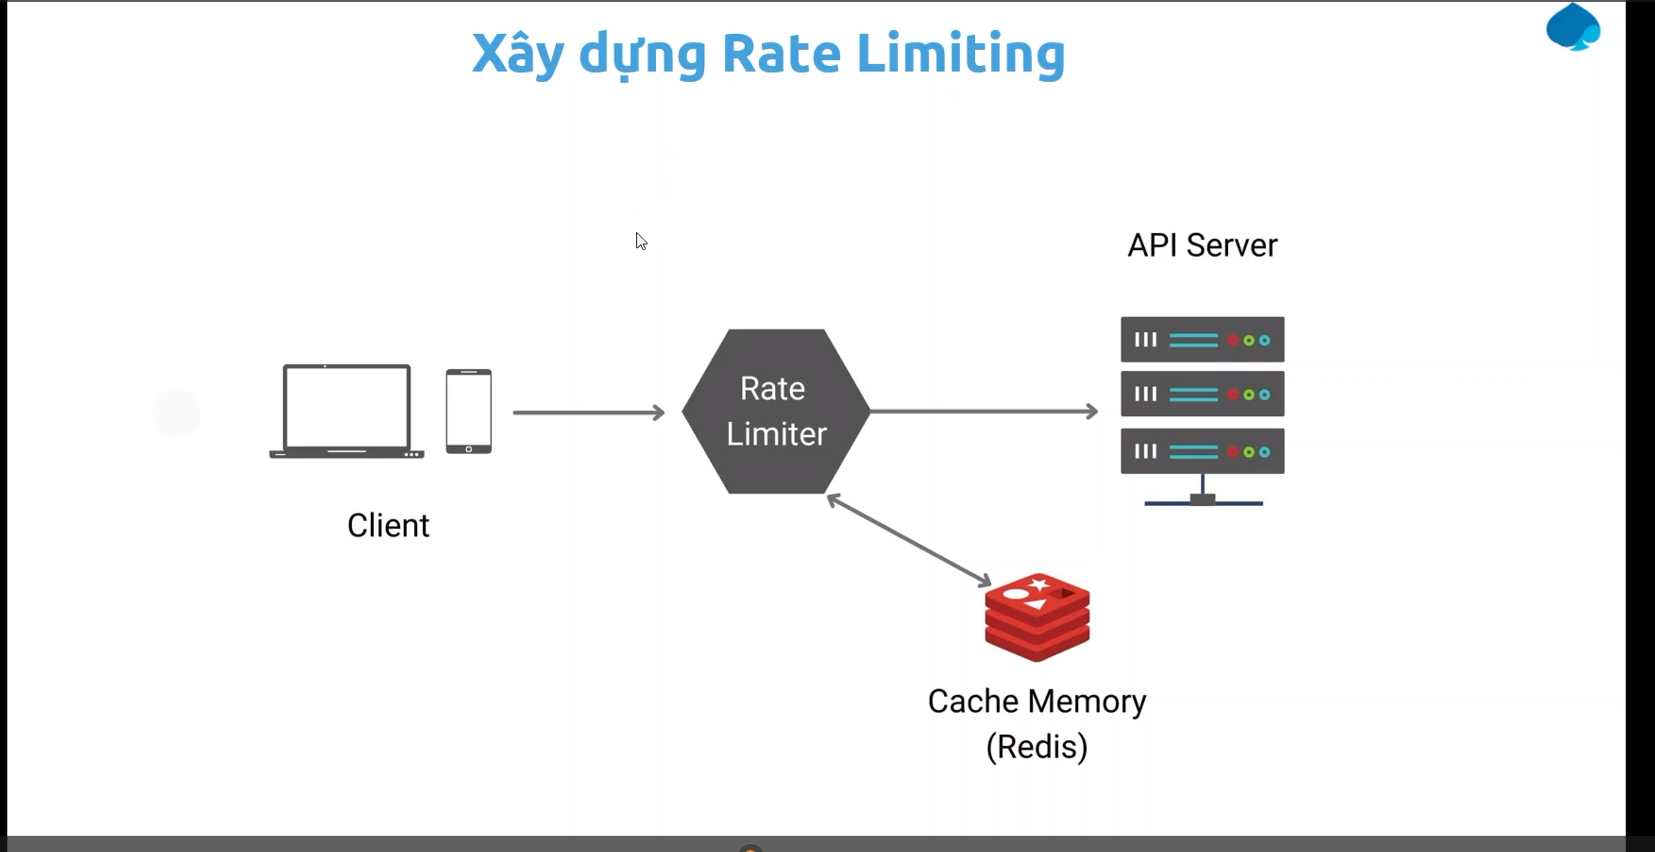 Xây dựng Rate Limiting
API Server
Rate
Limiter
Client
Cache Memory
(Redis)